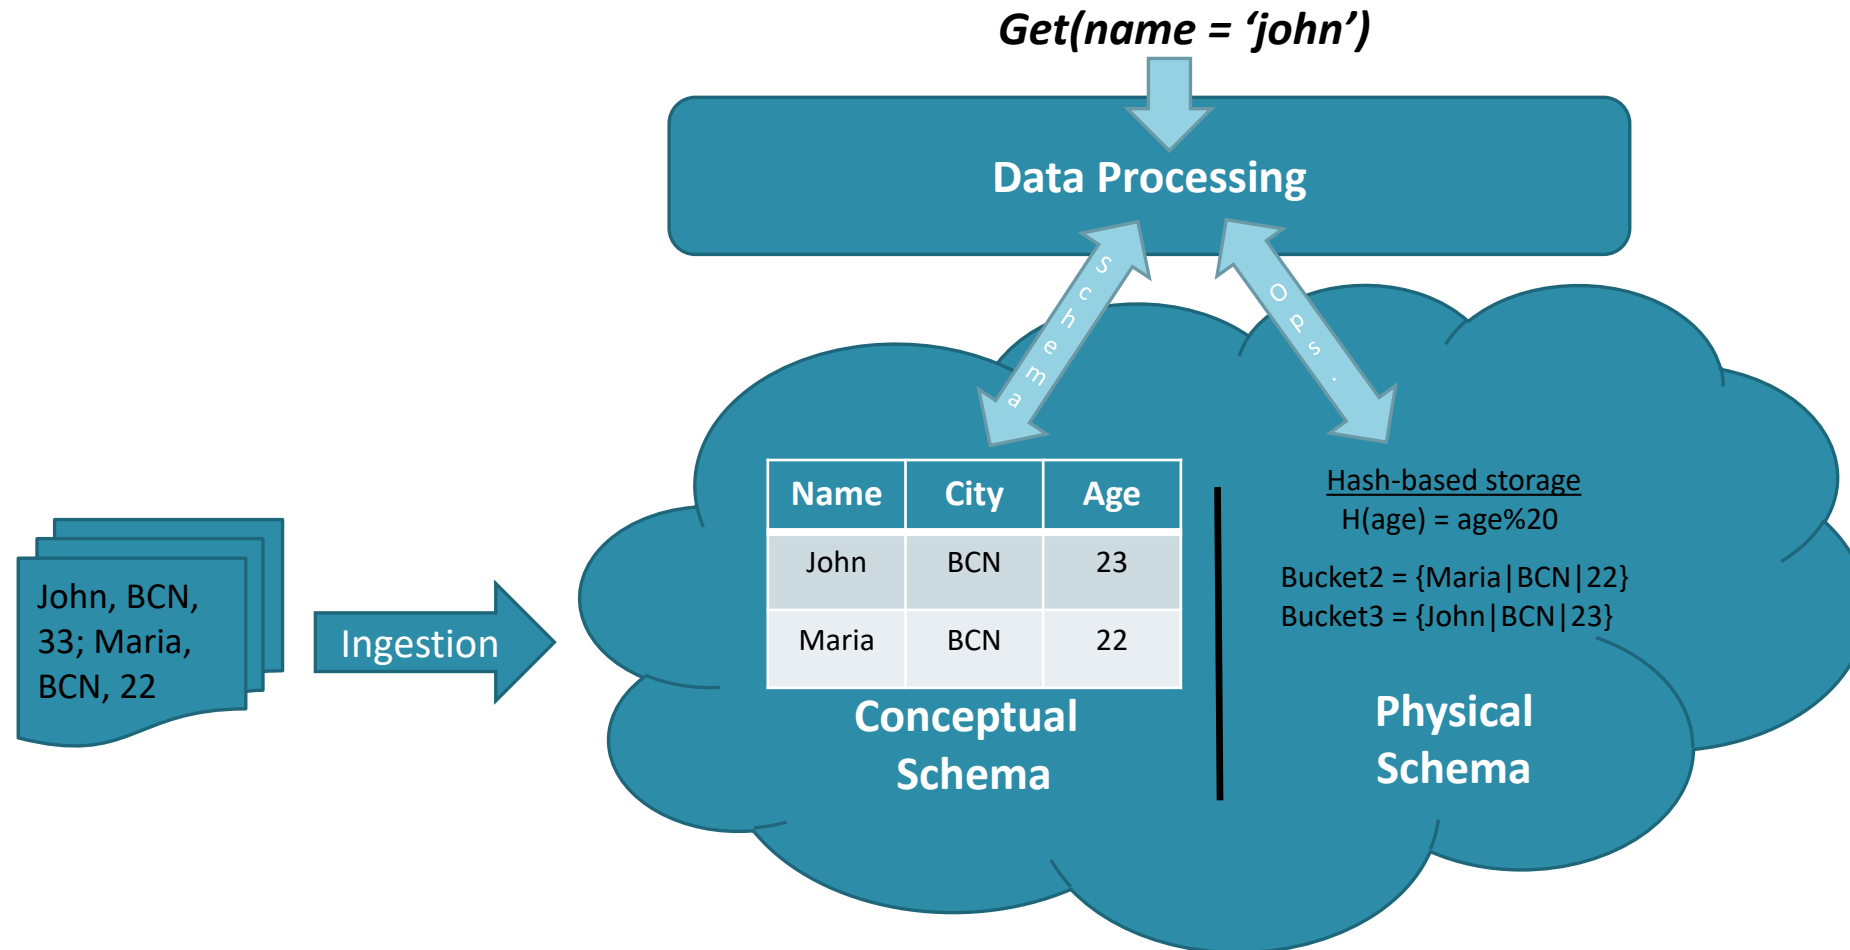 Get(name = ‘john’)
Data Processing
Schema
Ops.
John, BCN,
33; Maria,
BCN, 22
Ingestion
Name City Age
John BCN 23
Maria BCN 22
Conceptual
Schema
Hash-based storage
H(age) = age%20
Bucket2 = {Maria|BCN|22}
Bucket3 = {John|BCN|23}
Physical
Schema